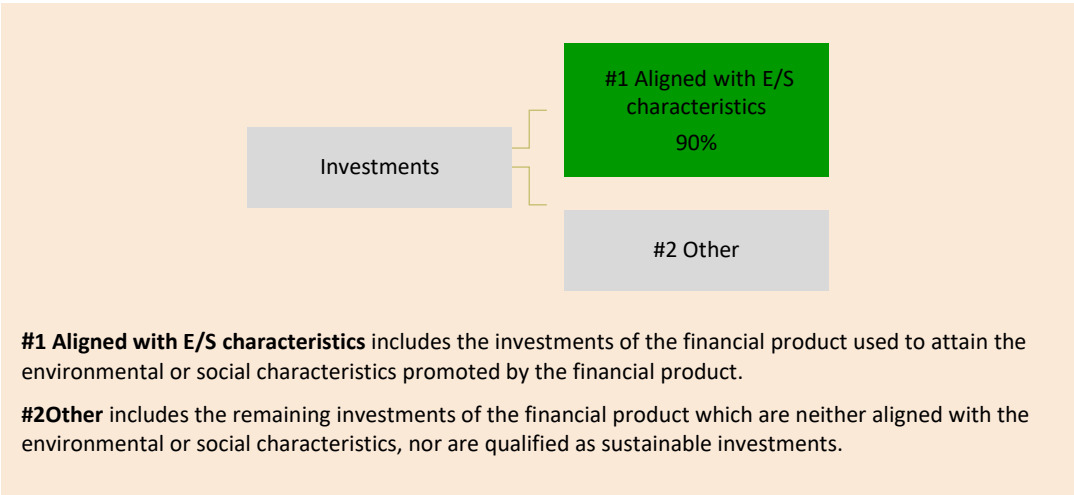 #1 Aligned with E/S
characteristics
90%
Investments
#2 Other
#1 Aligned with E/S characteristics includes the investments of the financial product used to attain the
environmental or social characteristics promoted by the financial product.
#2Other includes the remaining investments of the financial product which are neither aligned with the
environmental or social characteristics, nor are qualified as sustainable investments.